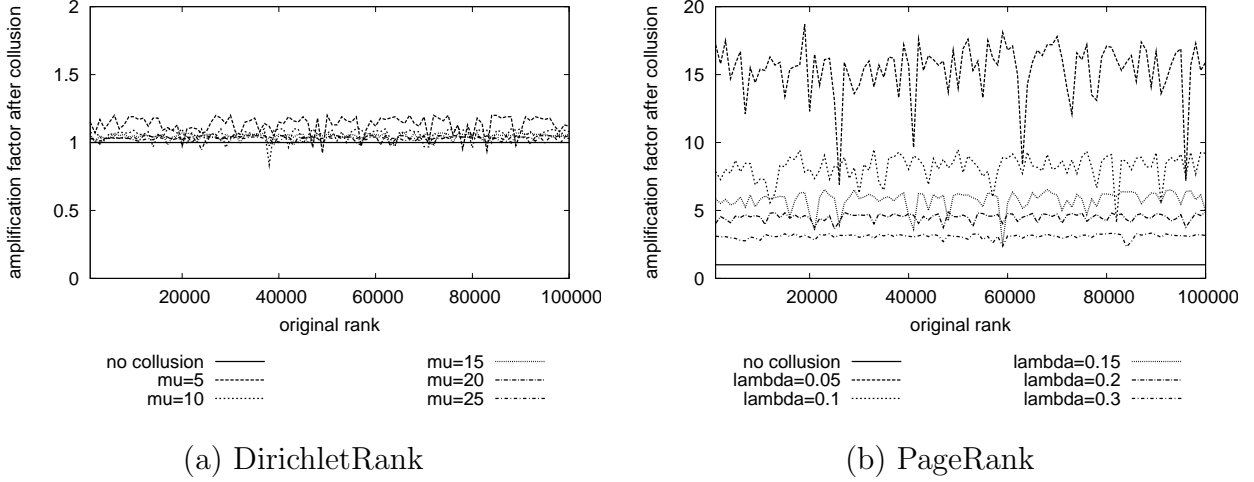 amplification factor after collusion
2
1.5
1
0.5
0
20000 40000 60000 80000 100000
original rank
no collusion
mu=5
mu=10
mu=15
mu=20
mu=25
(a) DirichletRank
amplification factor after collusion
20
15
10
5
0
20000 40000 60000 80000 100000
original rank
no collusion
lambda=0.05
lambda=0.1
lambda=0.15
lambda=0.2
lambda=0.3
(b) PageRank